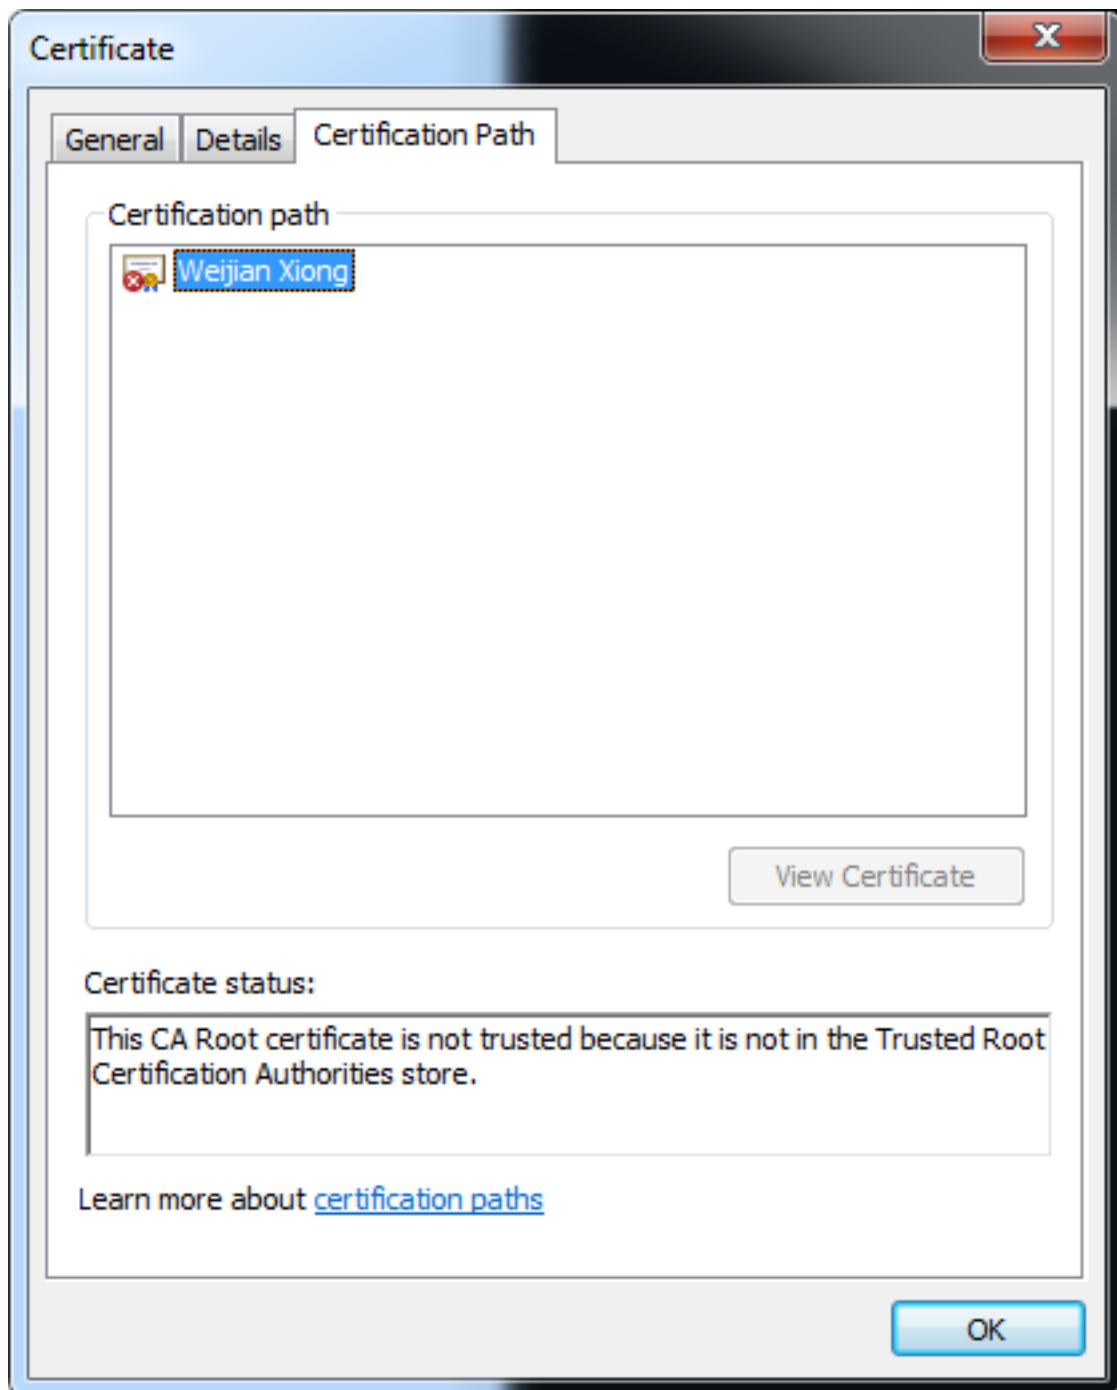 Certificate
General
Details
Certification Path
Certification path
Weijian Xiong
View Certificate
Certificate status:
This CA Root certificate is not trusted because it is not in the Trusted Root
Certification Authorities store.
Learn more about certification paths
OK